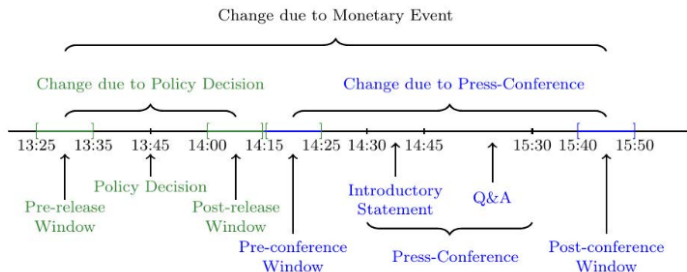 Change due to Monetary Event
Change due to Policy Decision
Change due to Press-Conference
13:25 13:35 13:45 14:00 14:15 14:25 14:30 14:45 15:30 15:40 15:50
Policy Decision
Introductory
Statement
Q&A
Pre-release
Window
Post-release
Window
Pre-conference
Window
Press-Conference
Post-conference
Window